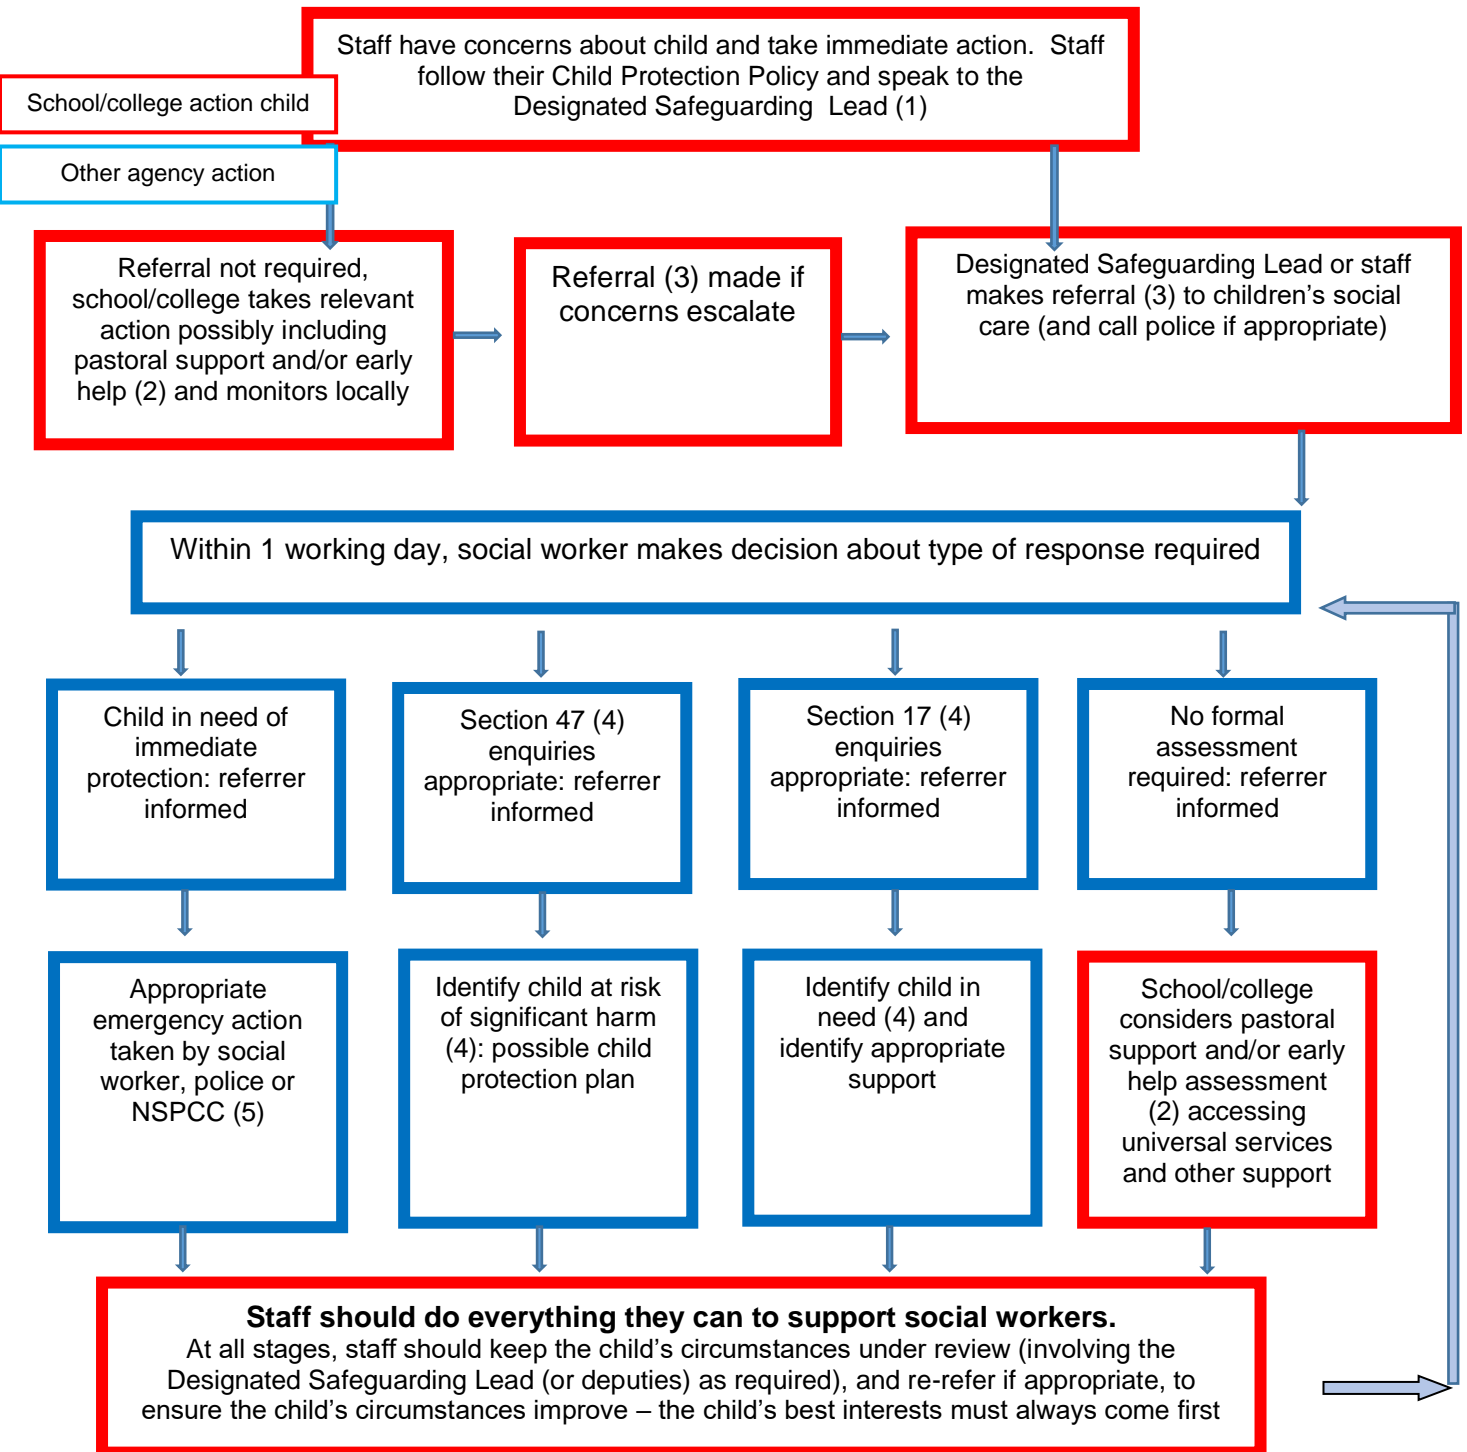 Staff have concerns about child and take immediate action.  Staff
follow their Child Protection Policy and speak to the
Designated Safeguarding  Lead (1)
School/college action child
Other agency action
Referral not required,
school/college takes relevant
action possibly including
pastoral support and/or early
help (2) and monitors locally
Referral (3) made if
concerns escalate
Designated Safeguarding Lead or staff
makes referral (3) to children’s social
care (and call police if appropriate)
Within 1 working day, social worker makes decision about type of response required
Child in need of
immediate
protection: referrer
informed
Section 47 (4)
enquiries
appropriate: referrer
informed
Section 17 (4)
enquiries
appropriate: referrer
informed
No formal
assessment
required: referrer
informed
Appropriate
emergency action
taken by social
worker, police or
NSPCC (5)
Identify child at risk
of significant harm
(4): possible child
protection plan
Identify child in
need (4) and
identify appropriate
support
School/college
considers pastoral
support and/or early
help assessment
(2) accessing
universal services
and other support
Staff should do everything they can to support social workers.
At all stages, staff should keep the child’s circumstances under review (involving the
Designated Safeguarding Lead (or deputies) as required), and re-refer if appropriate, to
ensure the child’s circumstances improve – the child’s best interests must always come first